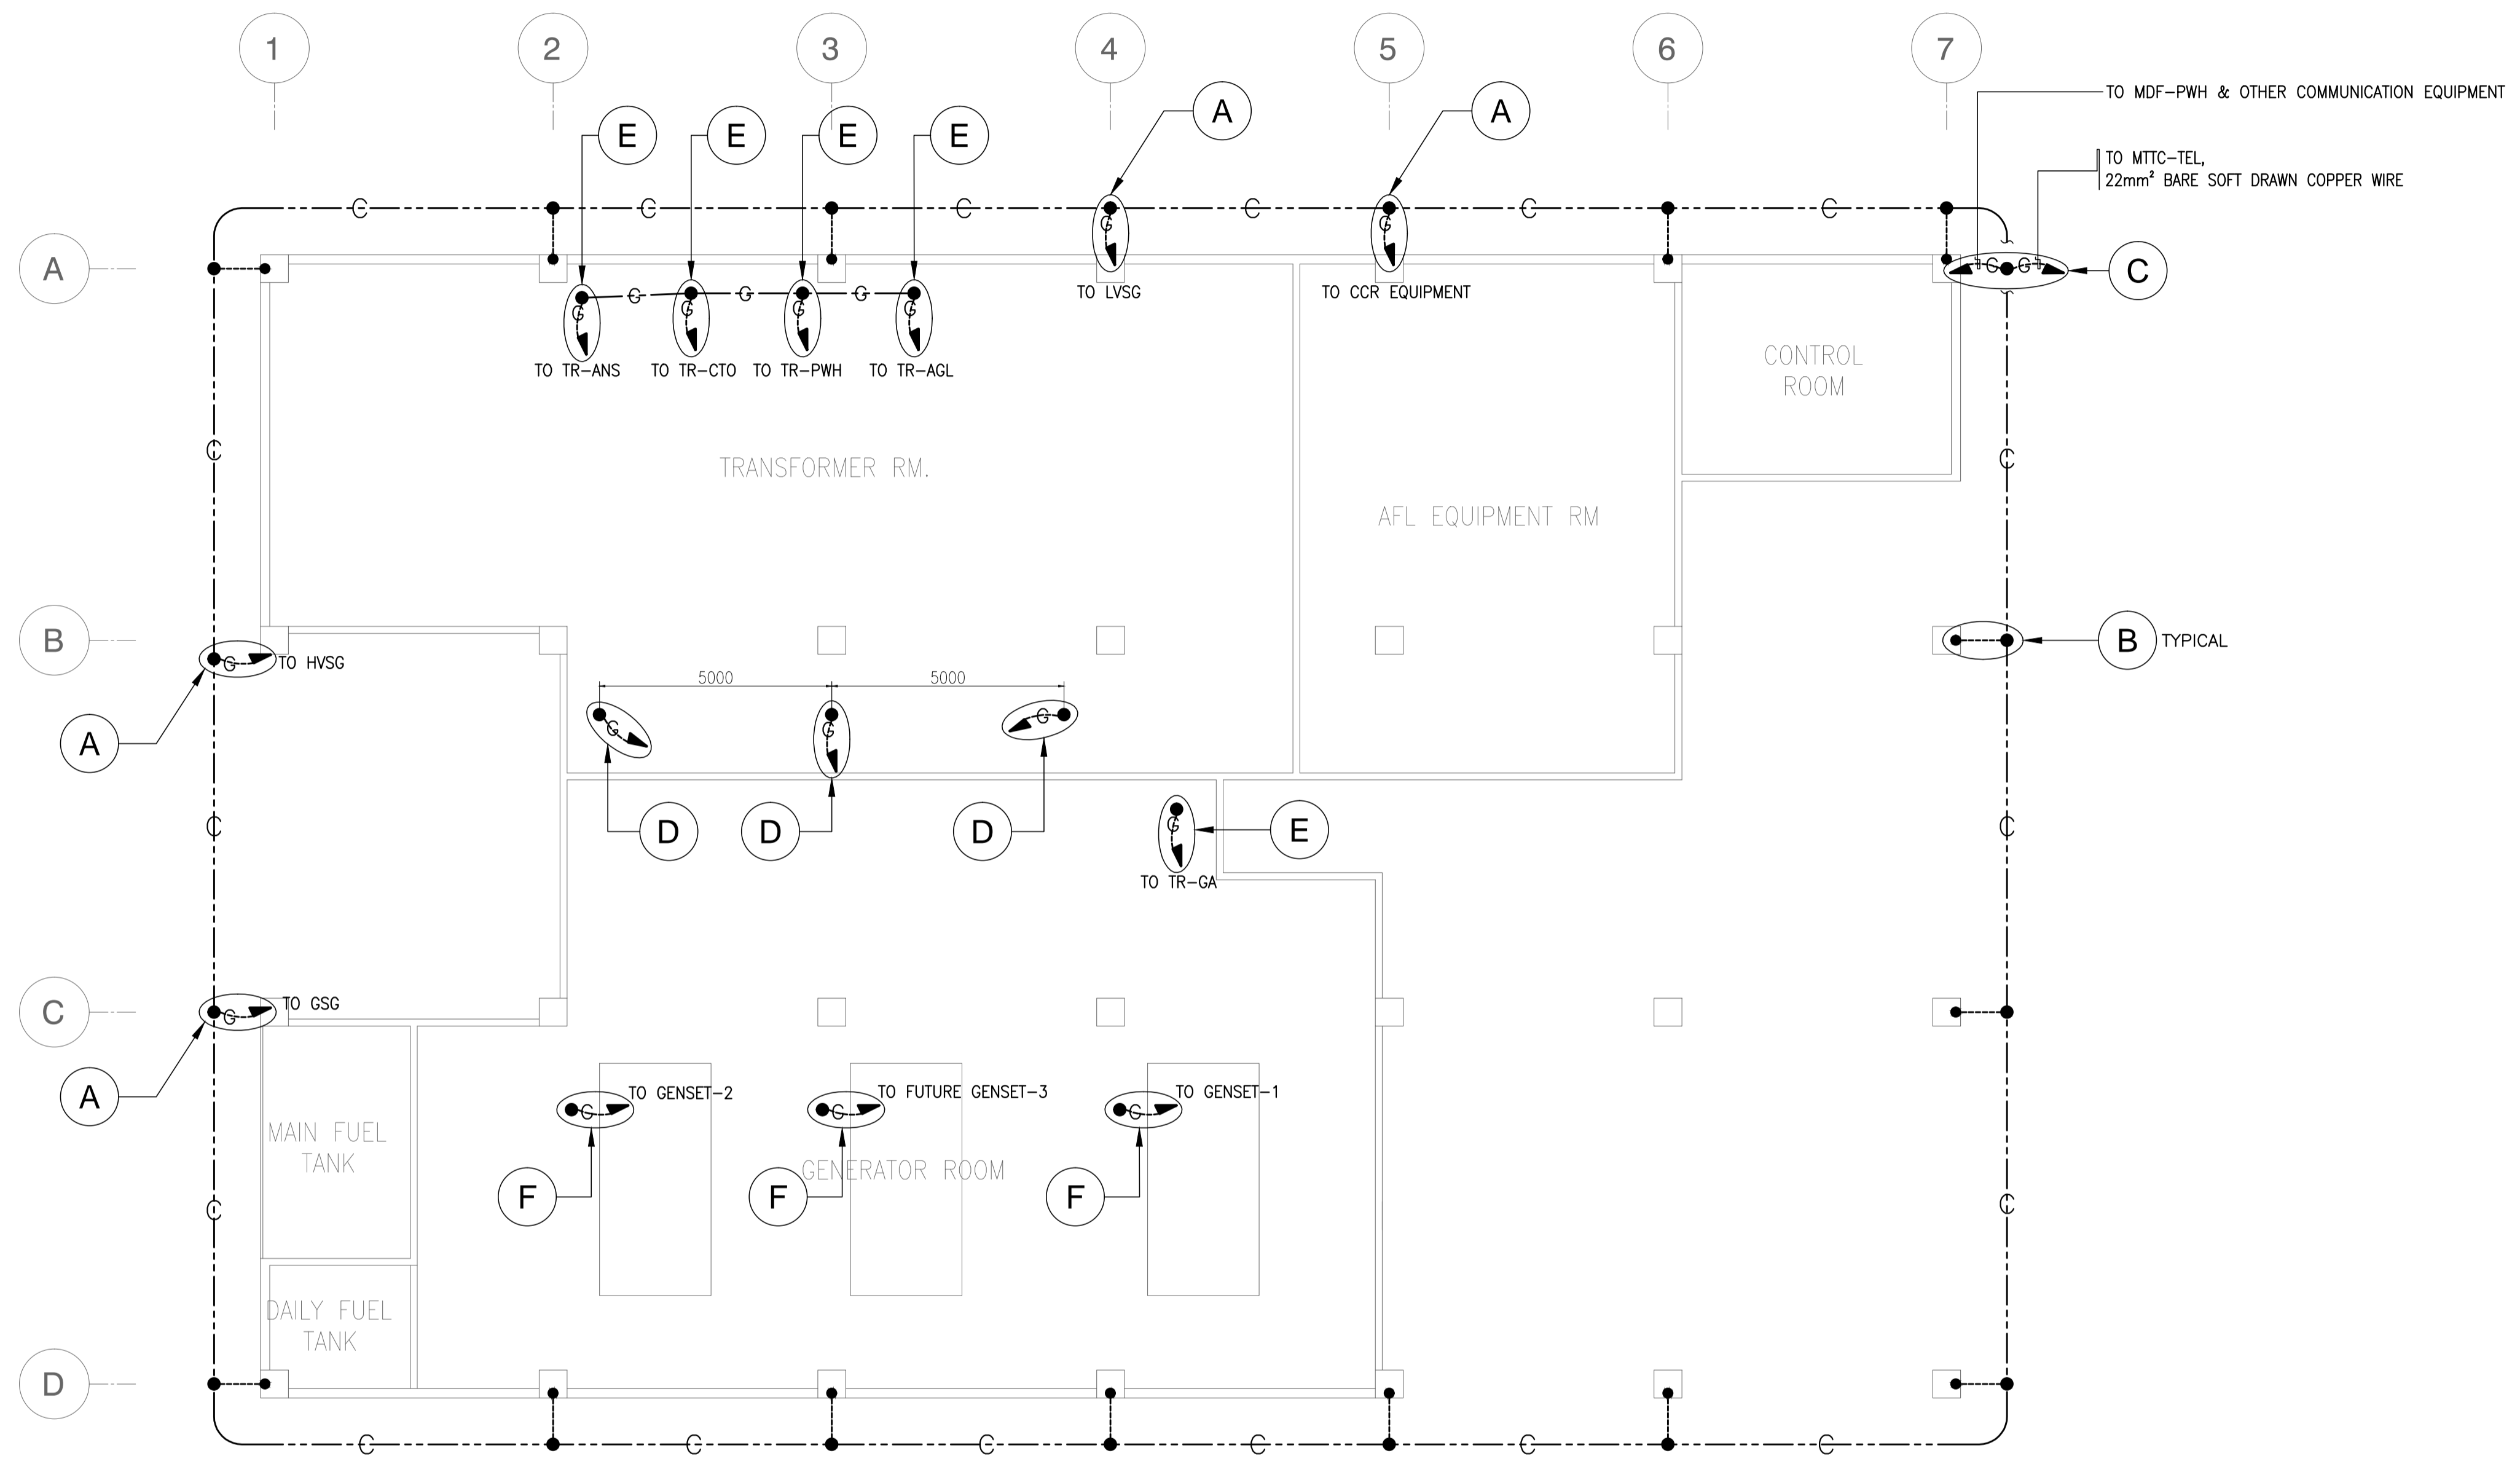 1 2 3 4 5 6 7
TO MDF-PWH & OTHER COMMUNICATION EQUIPMENT
A A
E E E E
TO MTTC-TEL,
22mm² BARE SOFT DRAWN COPPER WIRE
C C C C C C
A
G G G G
C
G G G
G G G G
TO LVSG
TO CCR EQUIPMENT
TO TR-ANS TO TR-CTO TO TR-PWH TO TR-AGL
CONTROL
ROOM
C
C
TRANSFORMER RM.
AFL EQUIPMENT RM
B
B TYPICAL
G TO HVSG
5000 5000
G G G
A
C
C
D D D
G
E
TO TR-GA
C
G TO GSG
A
TO GENSET-2
TO FUTURE GENSET-3
TO GENSET-1
G G G
MAIN FUEL
TANK
GENERATOR ROOM
F F F
C
C
DAILY FUEL
TANK
D
C C C C C C